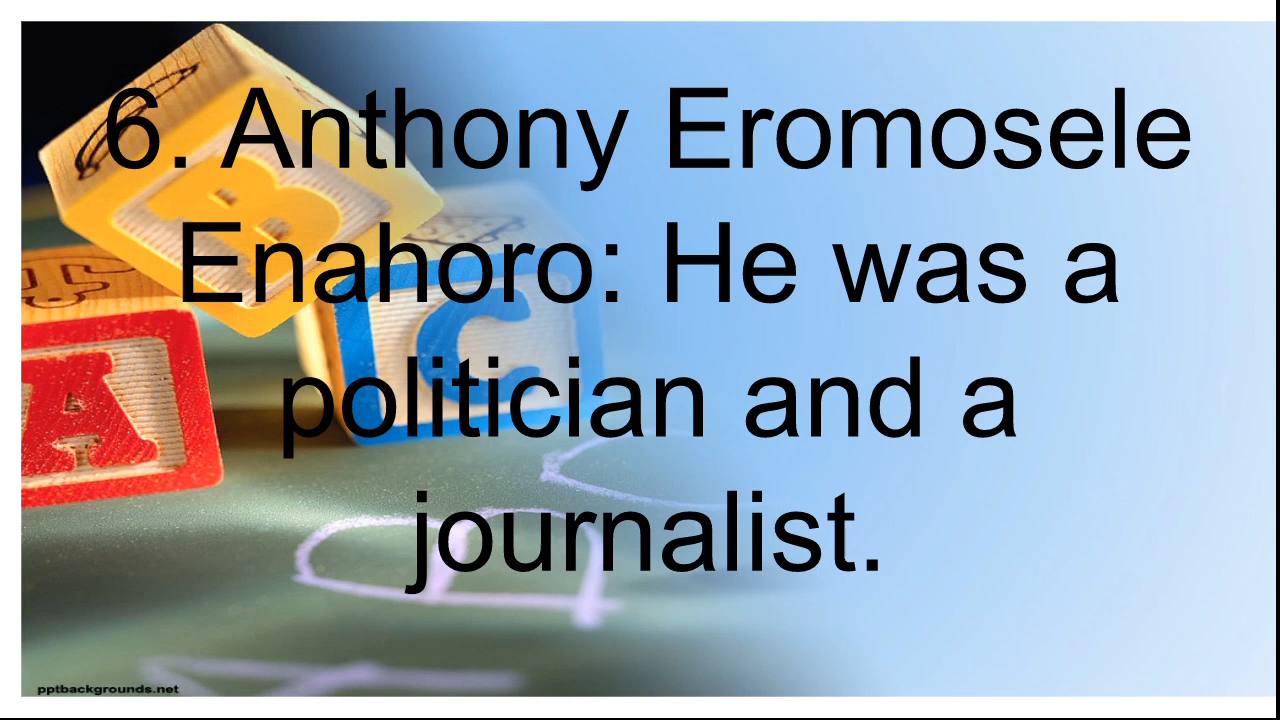 6. Anthony Eromosele
Enahoro: He was a
politician and a
journalist.
B
C
A
pptbackgrounds.net